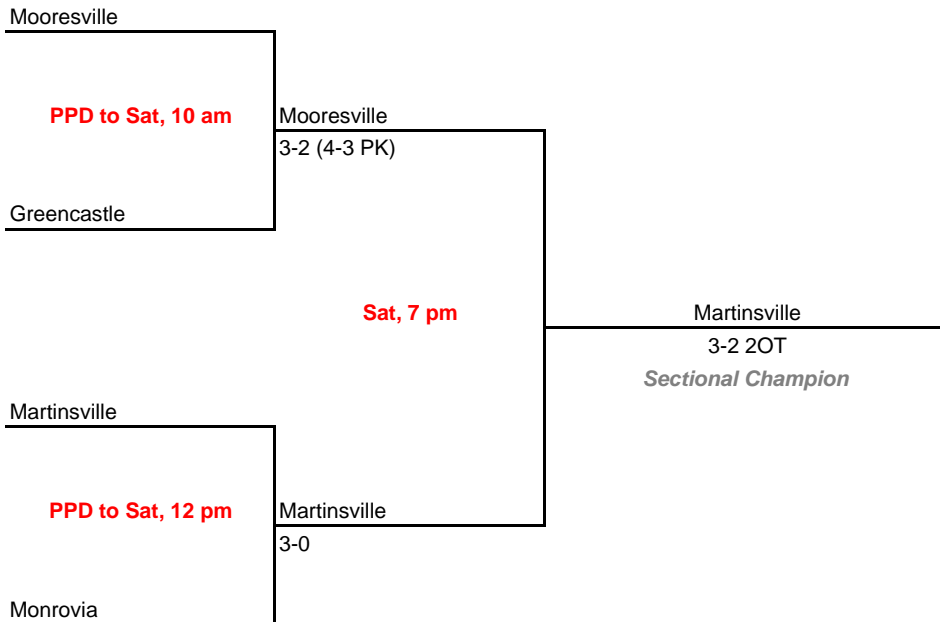 Mooresville
PPD to Sat, 10 am
Mooresville
3-2 (4-3 PK)
Greencastle
Sat, 7 pm
Martinsville
3-2 2OT
Sectional Champion
Martinsville
PPD to Sat, 12 pm
Martinsville
3-0
Monrovia